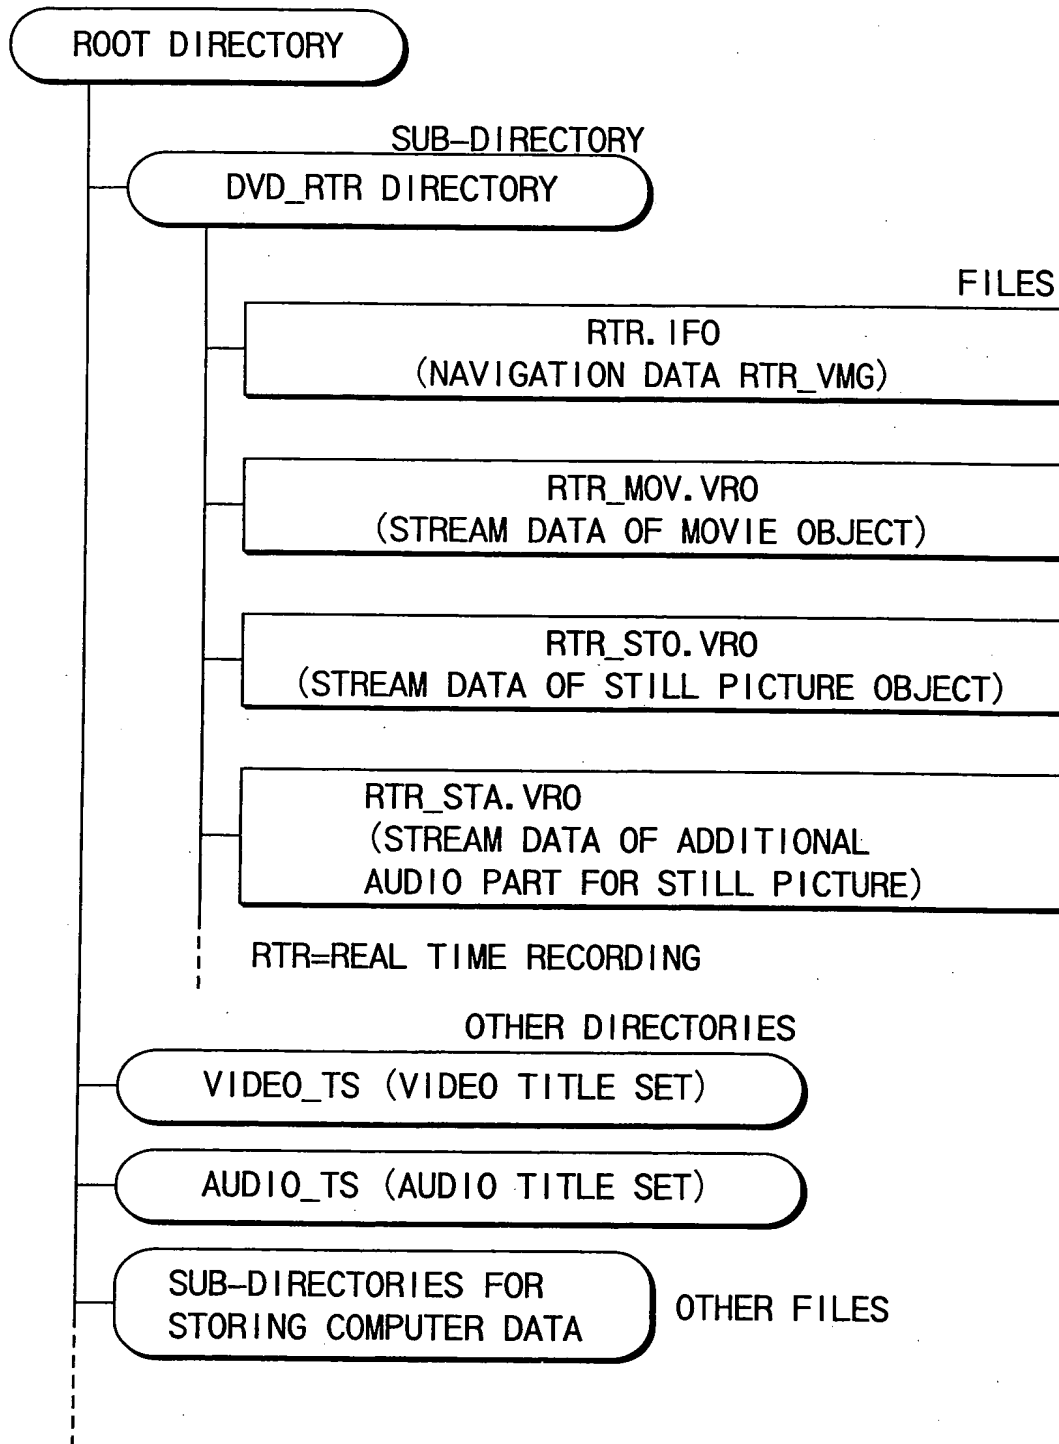 ROOT DIRECTORY
SUB-DIRECTORY
DVD_RTR DIRECTORY
FILES
RTR.IFO
(NAVIGATION DATA RTR_VMG)
RTR_MOV.VRO
(STREAM DATA OF MOVIE OBJECT)
RTR_STO.VRO
(STREAM DATA OF STILL PICTURE OBJECT)
RTR_STA.VRO
(STREAM DATA OF ADDITIONAL
AUDIO PART FOR STILL PICTURE)
RTR=REAL TIME RECORDING
OTHER DIRECTORIES
VIDEO_TS (VIDEO TITLE SET)
AUDIO_TS (AUDIO TITLE SET)
SUB-DIRECTORIES FOR
STORING COMPUTER DATA
OTHER FILES